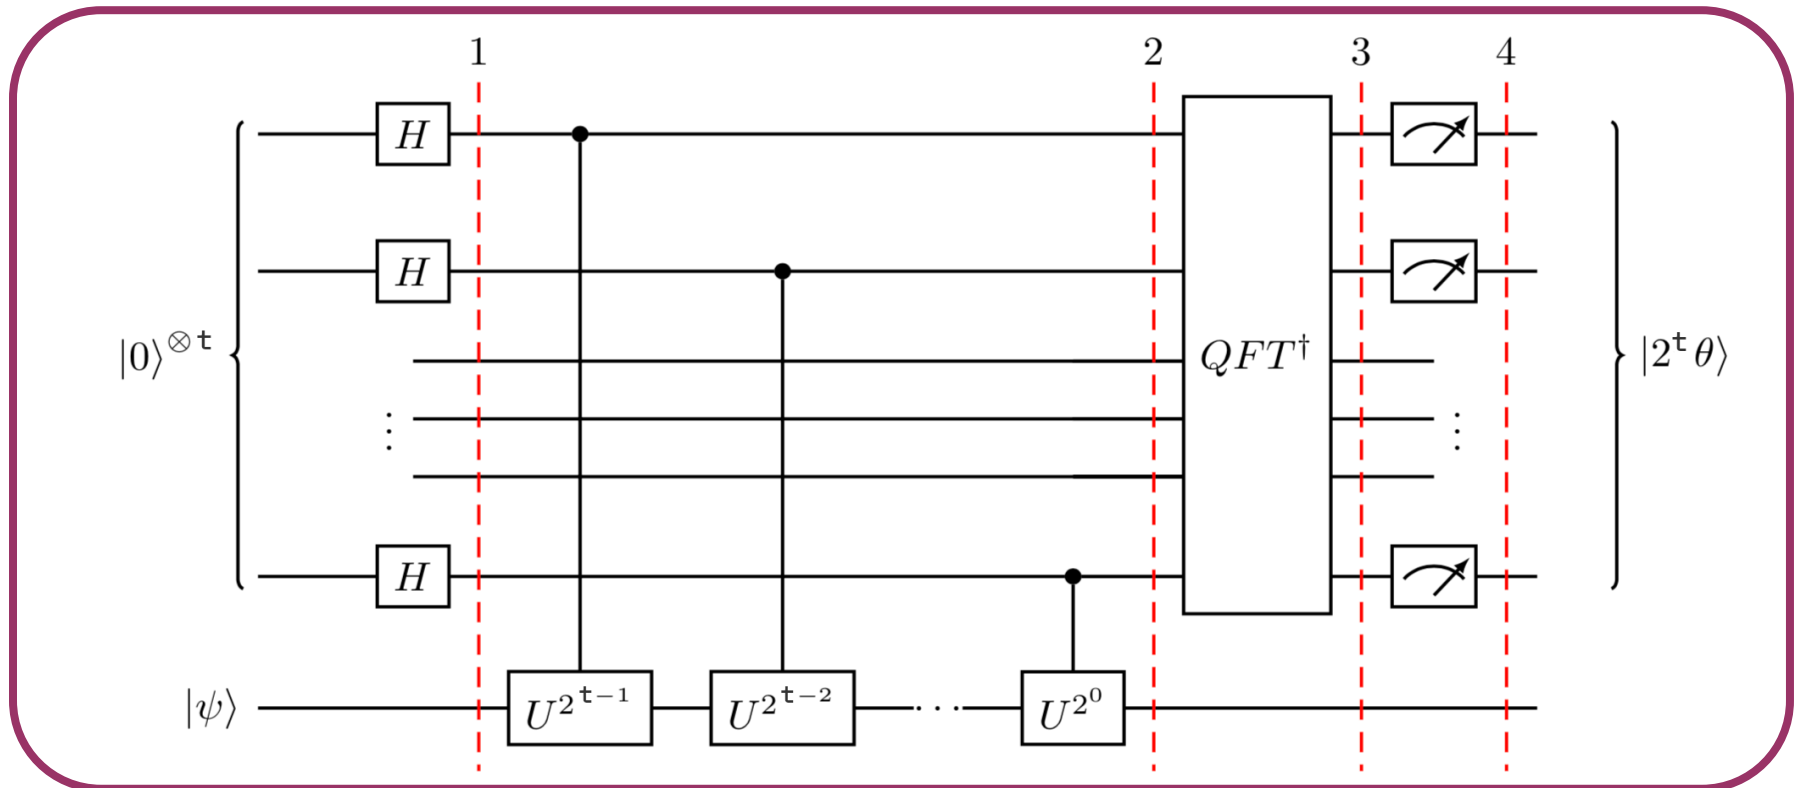 1 2 3 4
H
H
|0⟩^{⊗t} QFT^† |2^t θ⟩
⋮ ⋮
H
|ψ⟩ U^{2^{t−1}} U^{2^{t−2}} ··· U^{2^0}